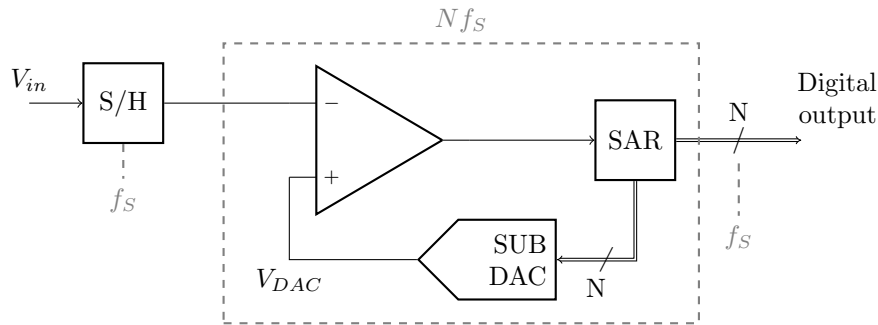 Nf_S
V_in
S/H
−
+
SAR
N
Digital
output
f_S
f_S
SUB
DAC
N
V_DAC